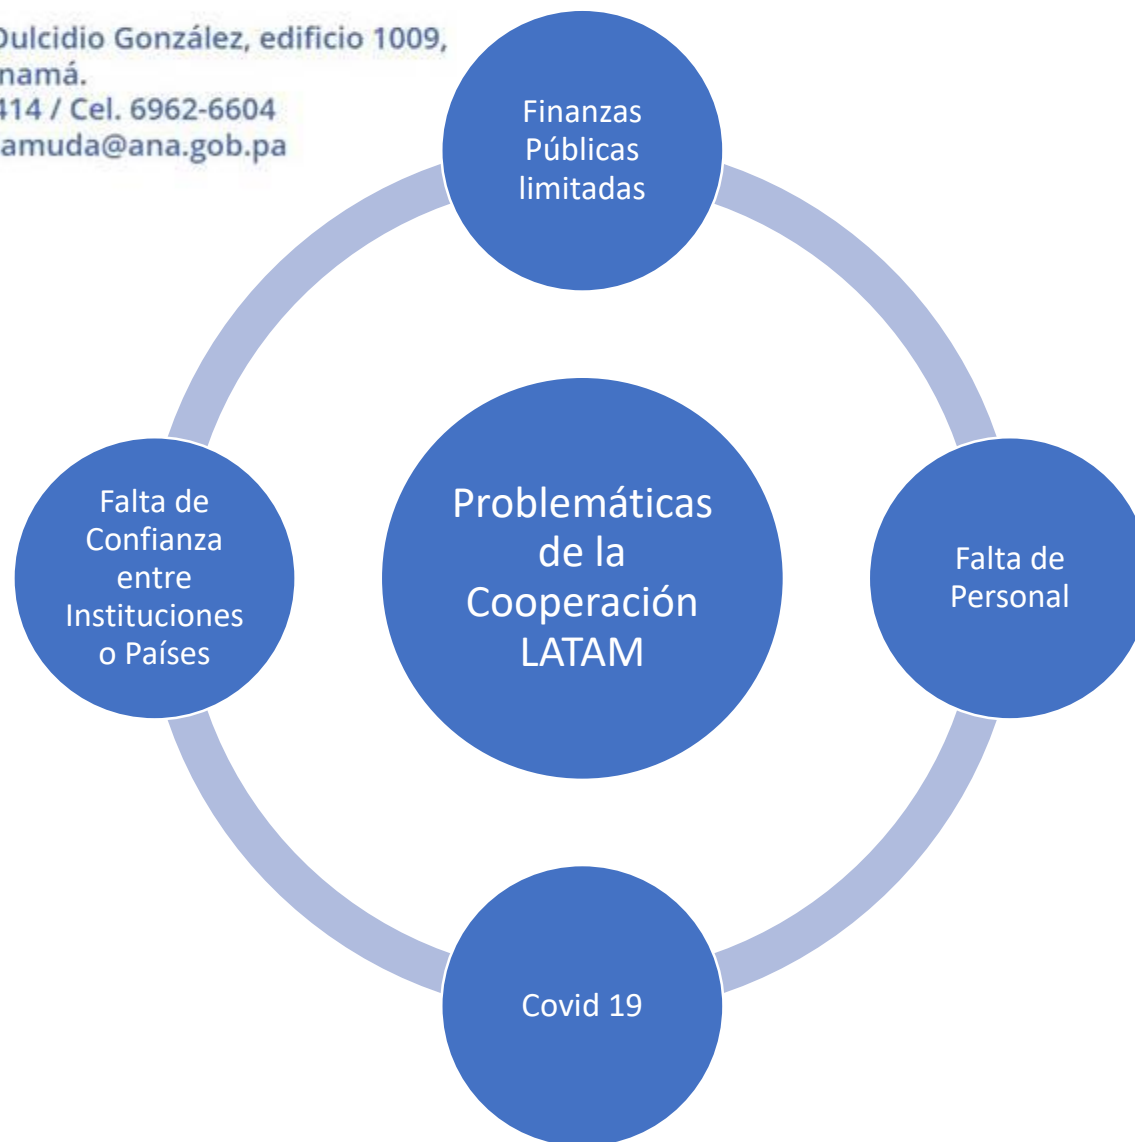 Dulcidio González, edificio 1009,
namá.
414 / Cel. 6962-6604
amuda@ana.gob.pa
Finanzas
Públicas
limitadas
Problemáticas
de la
Cooperación
LATAM
Falta de
Confianza
entre
Instituciones
o Países
Falta de
Personal
Covid 19